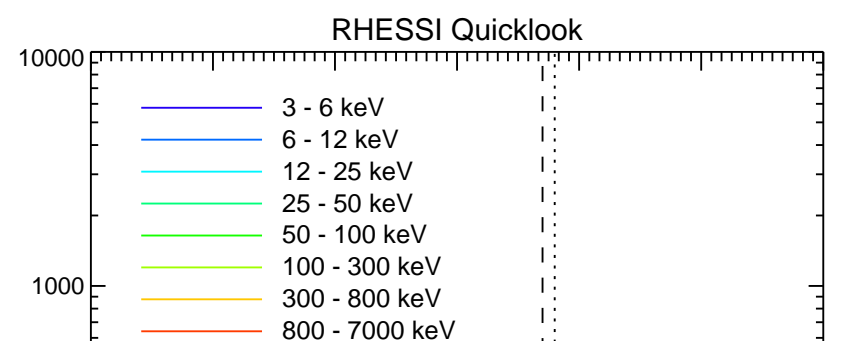 RHESSI Quicklook
10000
3 - 6 keV
6 - 12 keV
12 - 25 keV
25 - 50 keV
50 - 100 keV
100 - 300 keV
1000
300 - 800 keV
800 - 7000 keV